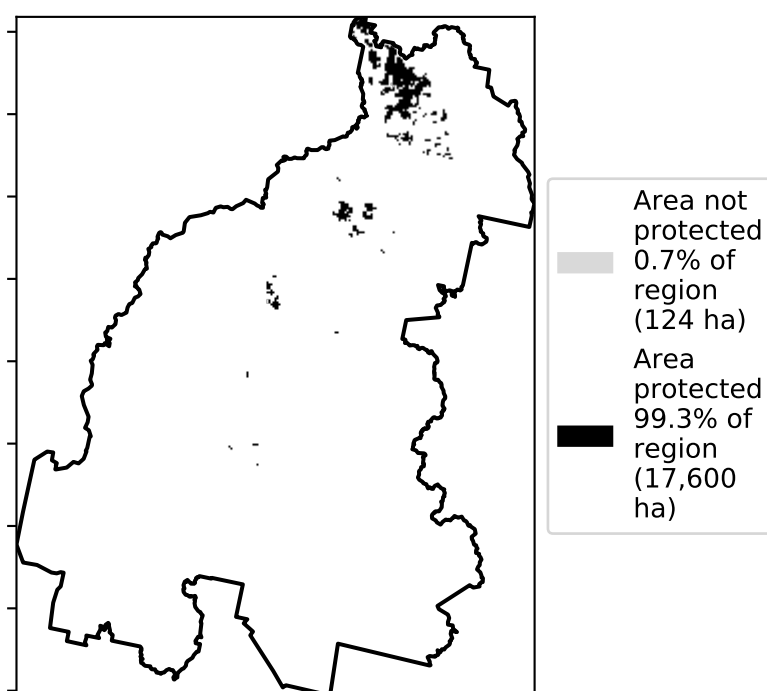 Area not
protected
0.7% of
region
(124 ha)
Area
protected
99.3% of
region
(17,600
ha)